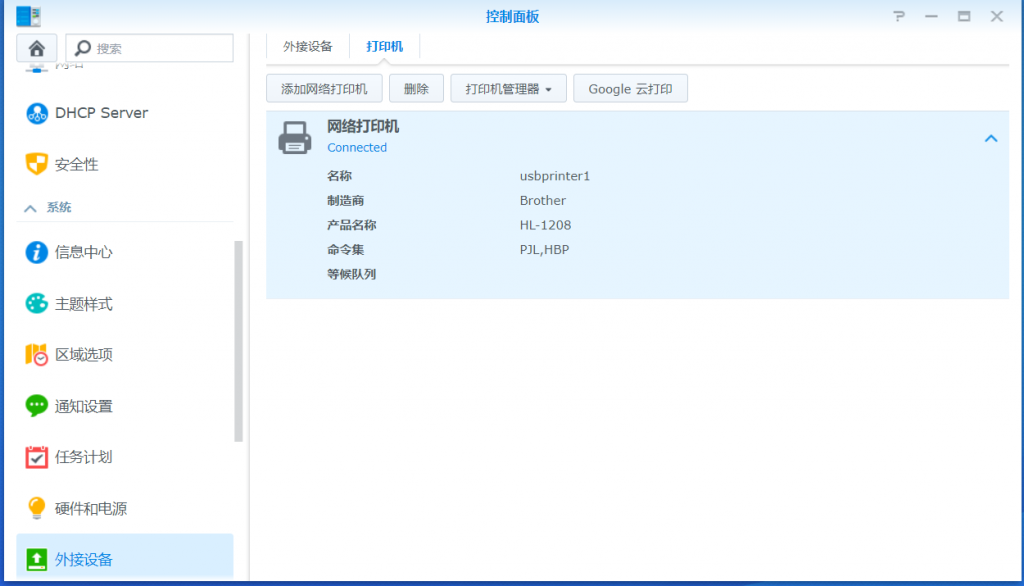 控制面板
搜索
DHCP Server
安全性
系统
信息中心
主题样式
区域选项
通知设置
任务计划
硬件和电源
外接设备
外接设备 打印机
添加网络打印机 删除 打印机管理器 Google 云打印
网络打印机
Connected
名称 usbprinter1
制造商 Brother
产品名称 HL-1208
命令集 PJL,HBP
等候队列